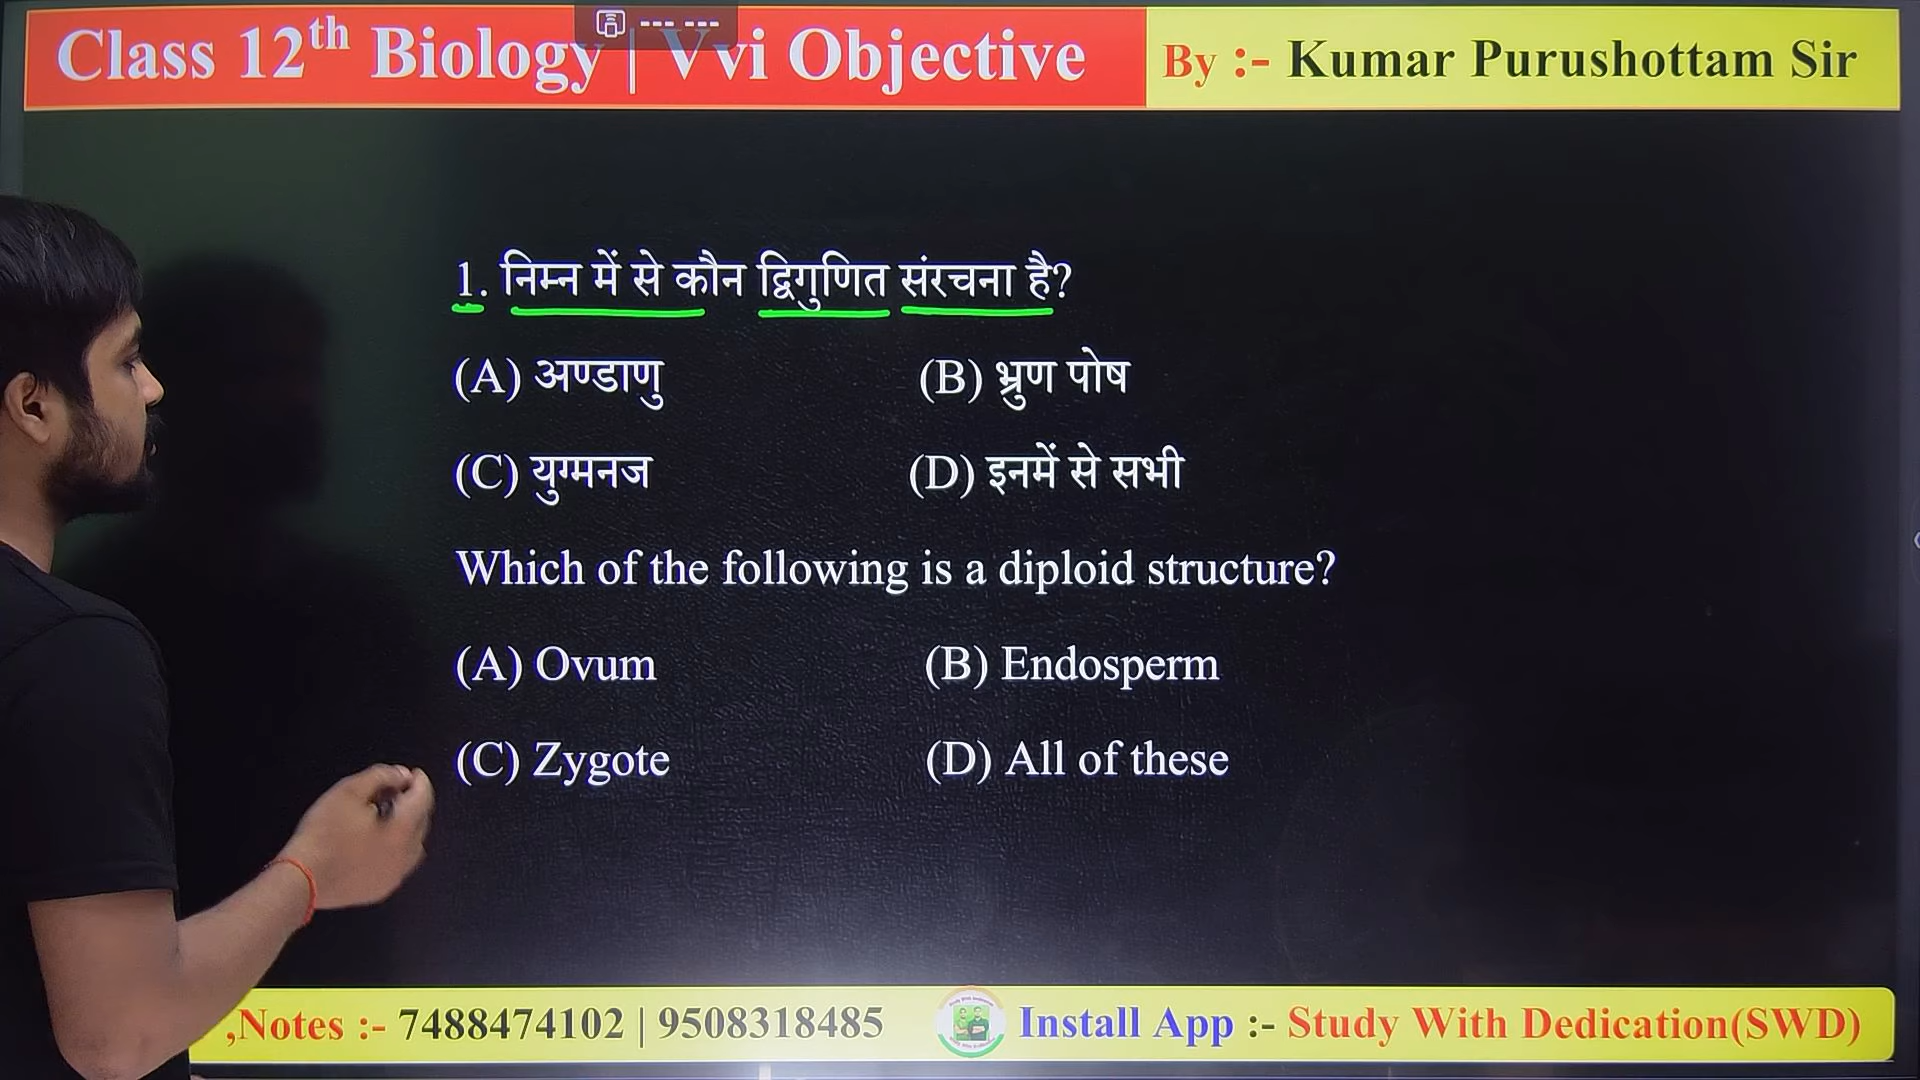 Class 12th Biology | Vvi Objective
By :- Kumar Purushottam Sir
1. निम्न में से कौन द्विगुणित संरचना है?
(A) अण्डाणु (B) भ्रुण पोष
(C) युग्मनज (D) इनमें से सभी
Which of the following is a diploid structure?
(A) Ovum (B) Endosperm
(C) Zygote (D) All of these
,Notes :- 7488474102 | 9508318485 Install App :- Study With Dedication(SWD)